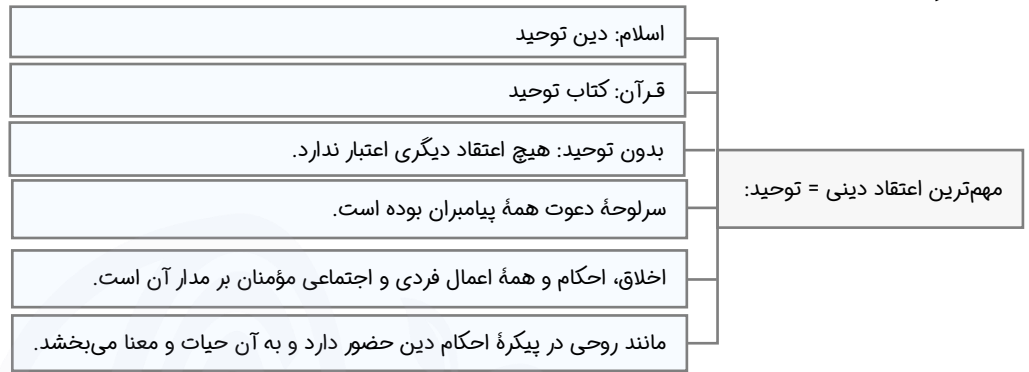 مهم‌ترین اعتقاد دینی = توحید:
اسلام: دین توحید
قرآن: کتاب توحید
بدون توحید: هیچ اعتقاد دیگری اعتبار ندارد.
سرلوحهٔ دعوت همهٔ پیامبران بوده است.
اخلاق، احکام و همهٔ اعمال فردی و اجتماعی مؤمنان بر مدار آن است.
مانند روحی در پیکرهٔ احکام دین حضور دارد و به آن حیات و معنا می‌بخشد.